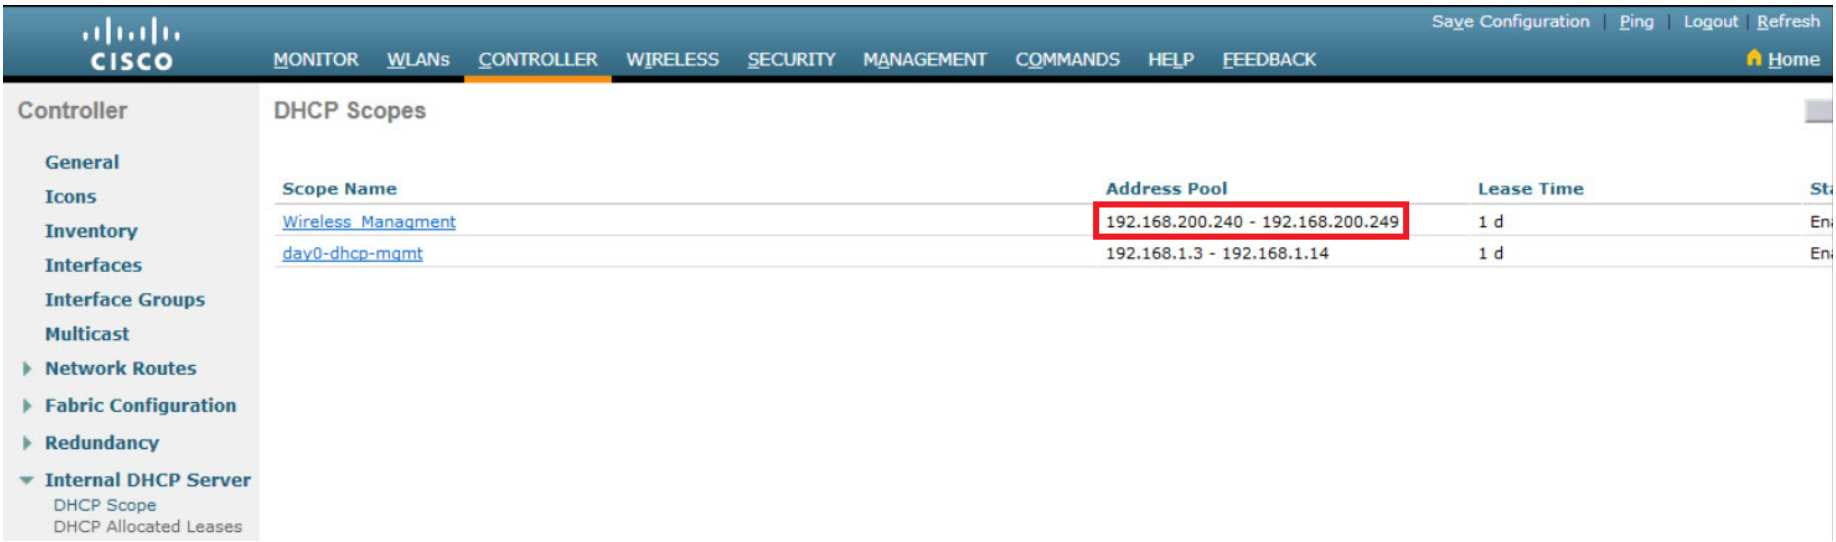 Save Configuration | Ping | Logout | Refresh
CISCO
MONITOR WLANs CONTROLLER WIRELESS SECURITY MANAGEMENT COMMANDS HELP FEEDBACK Home
Controller
DHCP Scopes
General
Icons
Inventory
Interfaces
Interface Groups
Multicast
Network Routes
Fabric Configuration
Redundancy
Internal DHCP Server
DHCP Scope
DHCP Allocated Leases
Scope Name Address Pool Lease Time
Wireless_Managment 192.168.200.240 - 192.168.200.249 1 d
day0-dhcp-mgmt 192.168.1.3 - 192.168.1.14 1 d